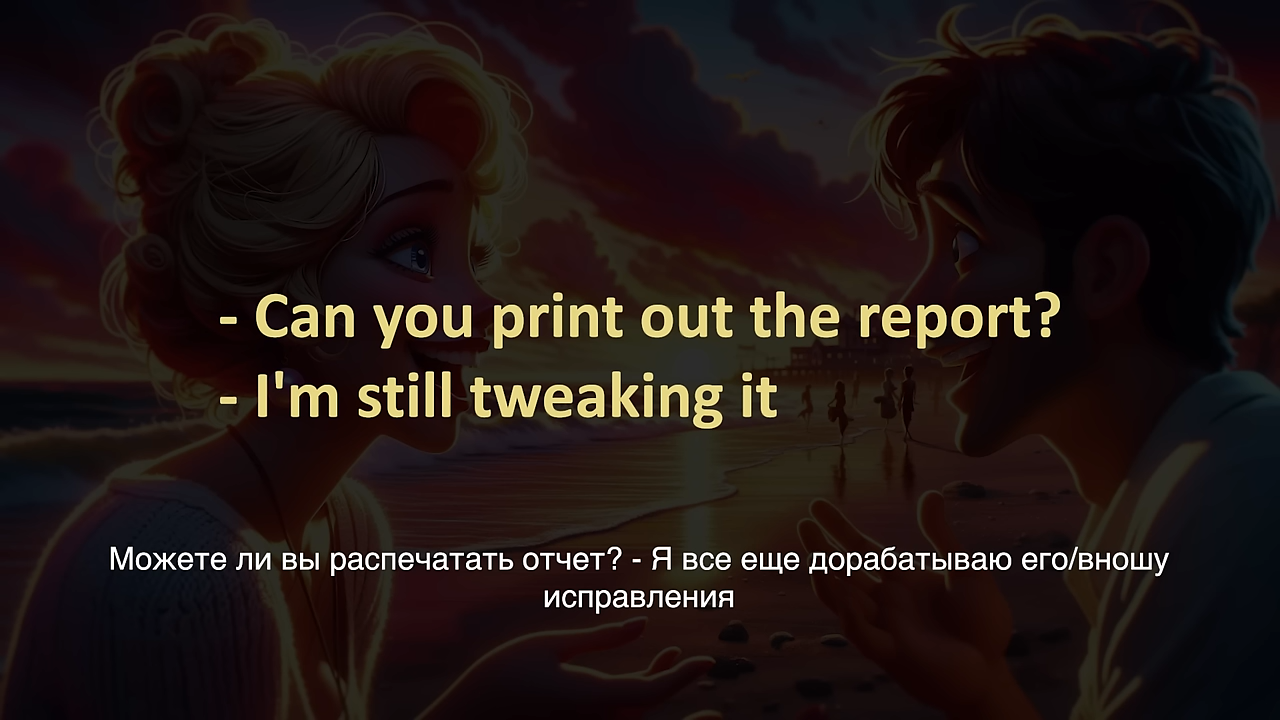 - Can you print out the report?
- I'm still tweaking it
Можете ли вы распечатать отчет? - Я все еще дорабатываю его/вношу
исправления